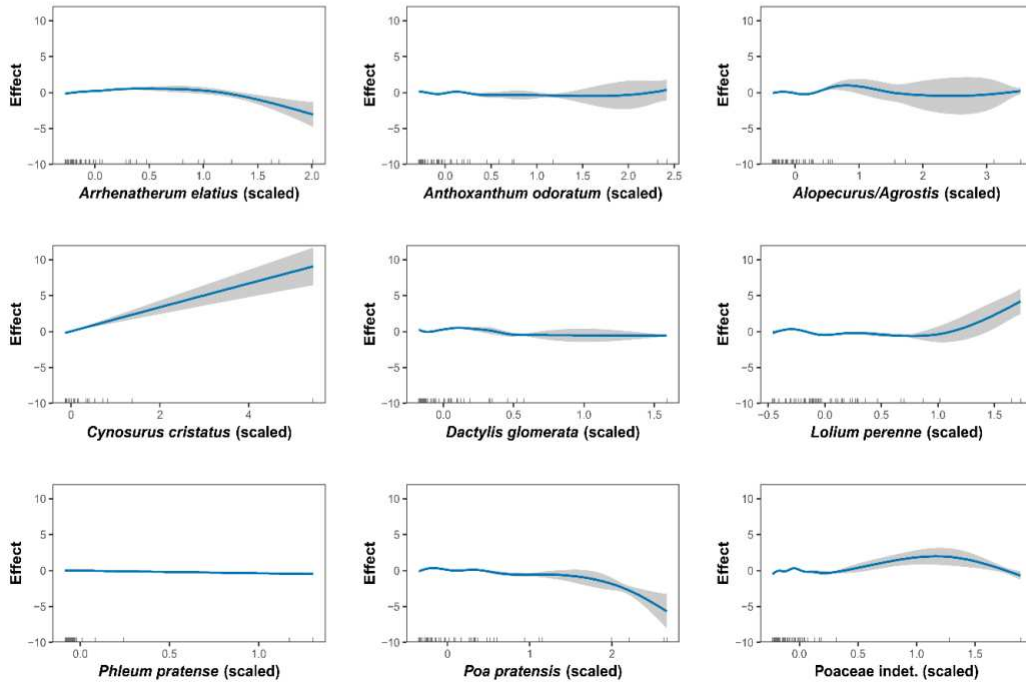 10
5
0
−5
−10
Effect
0.0 0.5 1.0 1.5 2.0
Arrhenatherum elatius (scaled)
10
5
0
−5
−10
Effect
0.0 0.5 1.0 1.5 2.0 2.5
Anthoxanthum odoratum (scaled)
10
5
0
−5
−10
Effect
0 1 2 3
Alopecurus/Agrostis (scaled)
10
5
0
−5
−10
Effect
0 2 4
Cynosurus cristatus (scaled)
10
5
0
−5
−10
Effect
0.0 0.5 1.0 1.5
Dactylis glomerata (scaled)
10
5
0
−5
−10
Effect
−0.5 0.0 0.5 1.0 1.5
Lolium perenne (scaled)
10
5
0
−5
−10
Effect
0.0 0.5 1.0
Phleum pratense (scaled)
10
5
0
−5
−10
Effect
0 1 2
Poa pratensis (scaled)
10
5
0
−5
−10
Effect
0.0 0.5 1.0 1.5
Poaceae indet. (scaled)